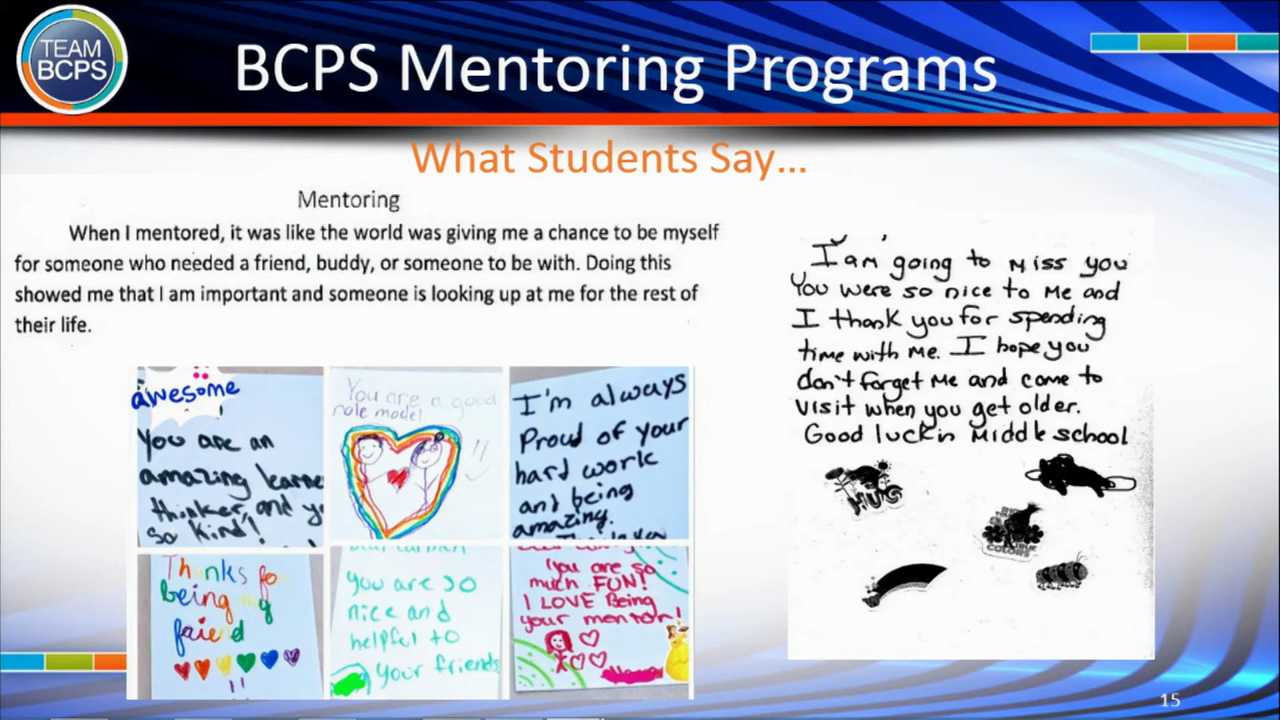 TEAM
BCPS
BCPS Mentoring Programs
What Students Say...
Mentoring
When I mentored, it was like the world was giving me a chance to be myself
for someone who needed a friend, buddy, or someone to be with. Doing this
showed me that I am important and someone is looking up at me for the rest of
their life.
awesome
You are an
amazing learne
thinker, and y
so kind!
You are a good
role model
I'm always
Proud of your
hard work
and being
amazing.
Thanks fo
being my
friend
you are so
nice and
helpful to
your friends
You are so
much FUN!
I LOVE Being
your mentor!
I am going to miss you
You were so nice to me and
I thank you for spending
time with me. I hope you
don't forget me and come to
visit when you get older.
Good luck in Middle school
HUG
COLORS
15